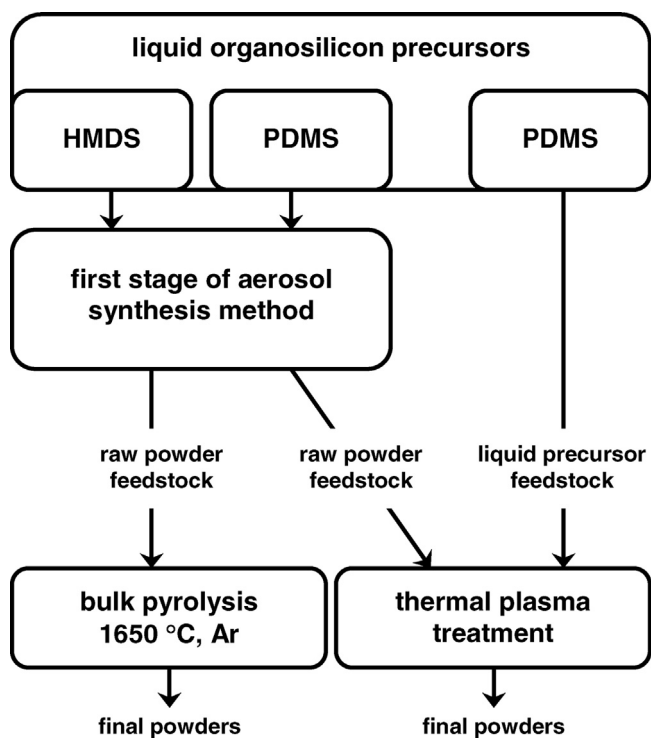 liquid organosilicon precursors
HMDS
PDMS
PDMS
first stage of aerosol
synthesis method
raw powder
feedstock
raw powder
feedstock
liquid precursor
feedstock
bulk pyrolysis
1650 °C, Ar
thermal plasma
treatment
final powders
final powders